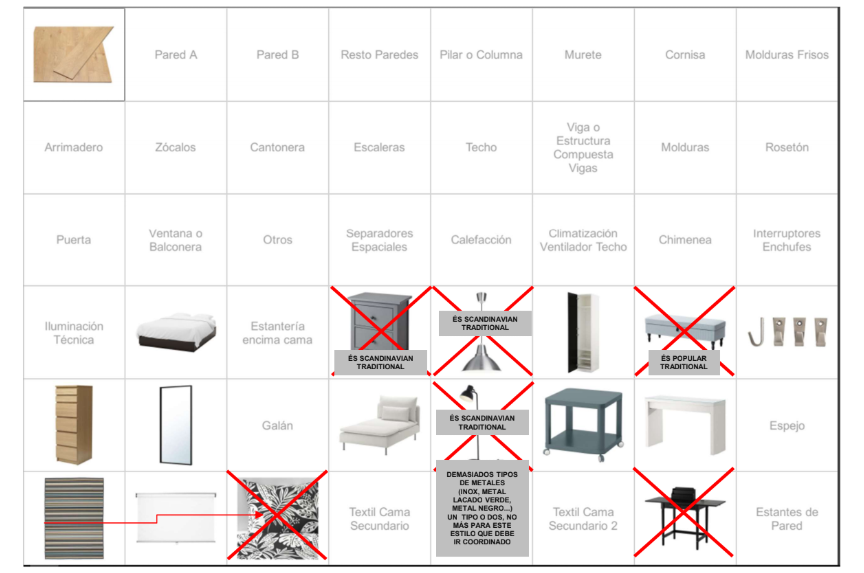 Pared A
Pared B
Resto Paredes
Pilar o Columna
Murete
Cornisa
Molduras Frisos
Arrimadero
Zócalos
Cantonera
Escaleras
Techo
Viga o
Estructura
Compuesta
Vigas
Molduras
Rosetón
Puerta
Ventana o
Balconera
Otros
Separadores
Espaciales
Calefacción
Climatización
Ventilador Techo
Chimenea
Interruptores
Enchufes
Iluminación
Técnica
Estantería
encima cama
ÉS SCANDINAVIAN
TRADITIONAL
ÉS SCANDINAVIAN
TRADITIONAL
ÉS POPULAR
TRADITIONAL
Galán
ÉS SCANDINAVIAN
TRADITIONAL
Espejo
Textil Cama
Secundario
DEMASIADOS TIPOS
DE METALES
(INOX, METAL
LACADO VERDE,
METAL NEGRO...)
UN TIPO O DOS, NO
MÁS PARA ESTE
ESTILO QUE DEBE
IR COORDINADO
Textil Cama
Secundario 2
Estantes de
Pared